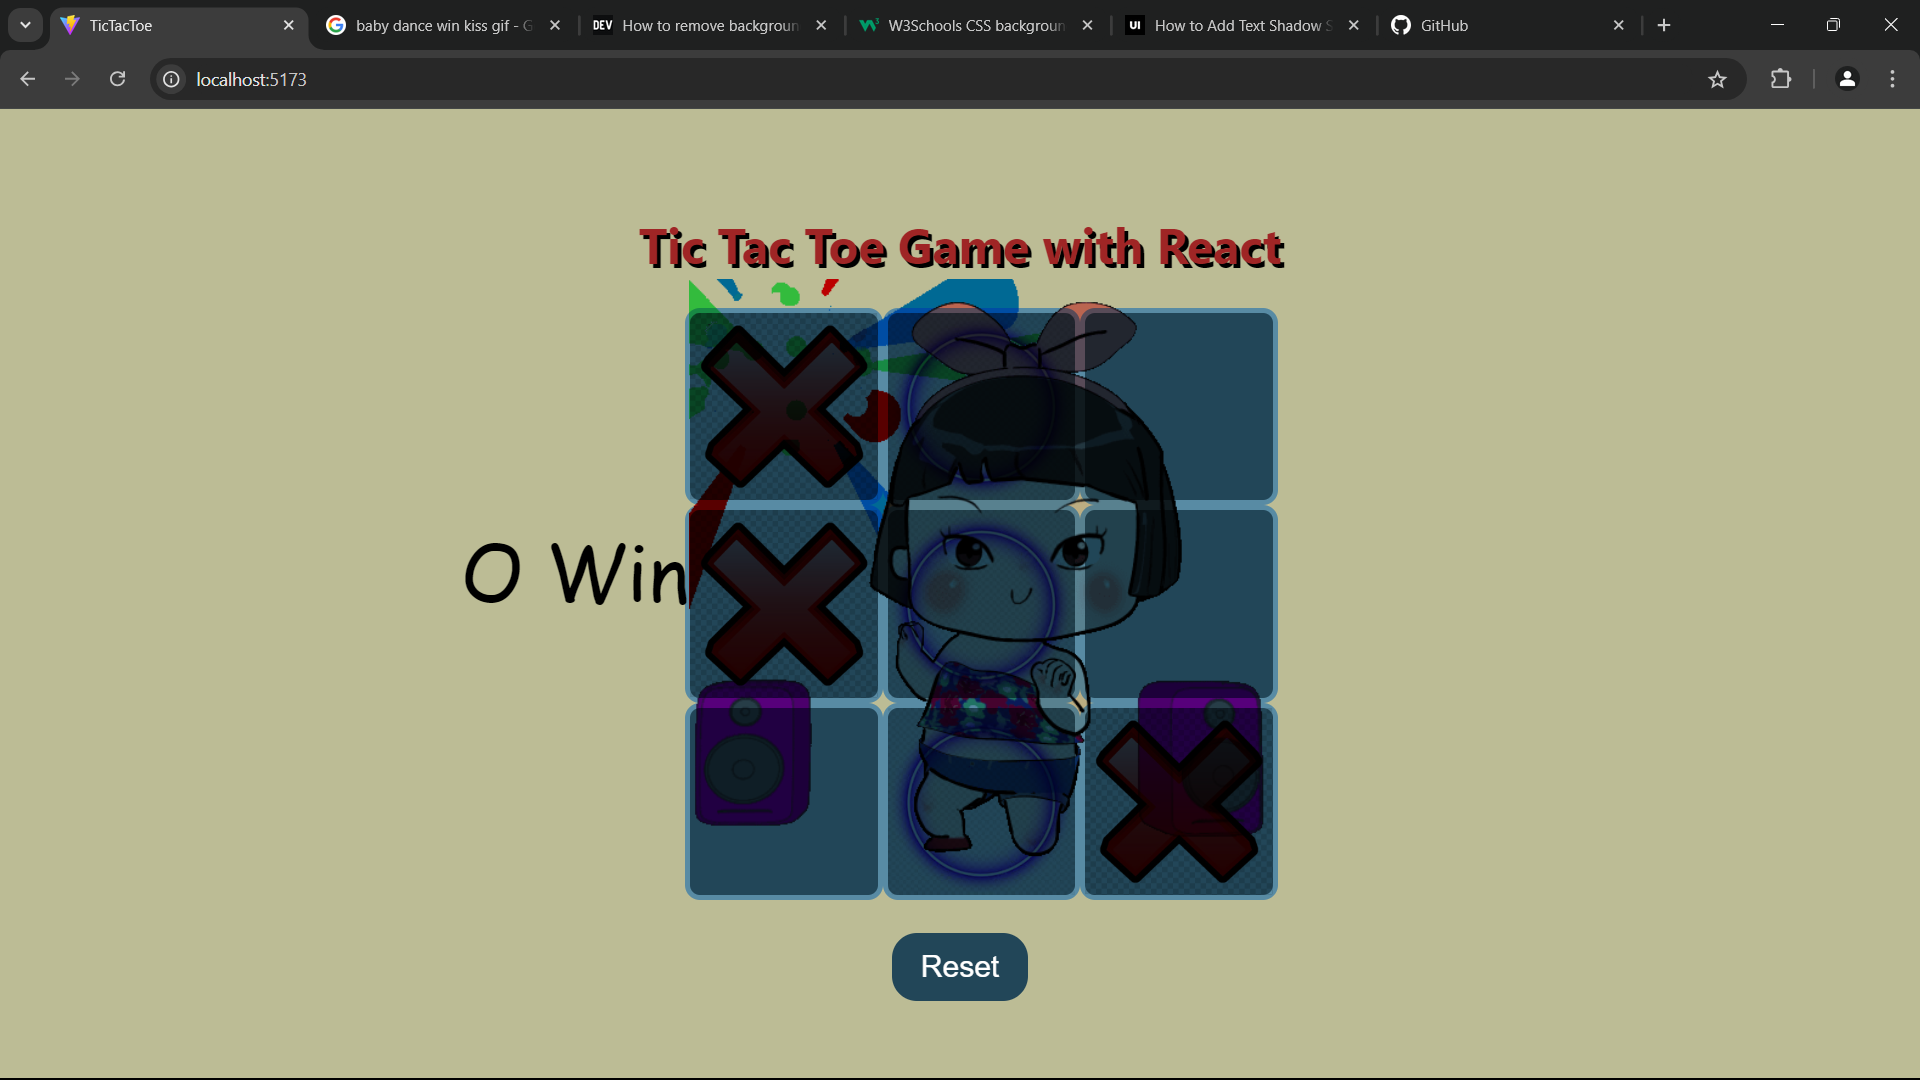 TicTacToe
baby dance win kiss gif - G
DEV
How to remove backgroun
W3Schools CSS backgroun
UI
How to Add Text Shadow S
GitHub
localhost:5173
Tic Tac Toe Game with React
O Win
Reset